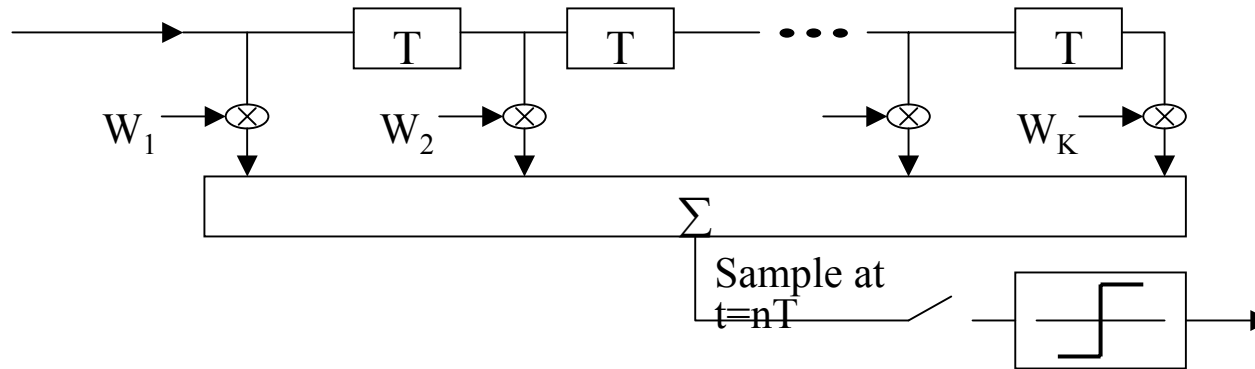 T T ••• T
W1 W2 WK
Σ
Sample at
t=nT